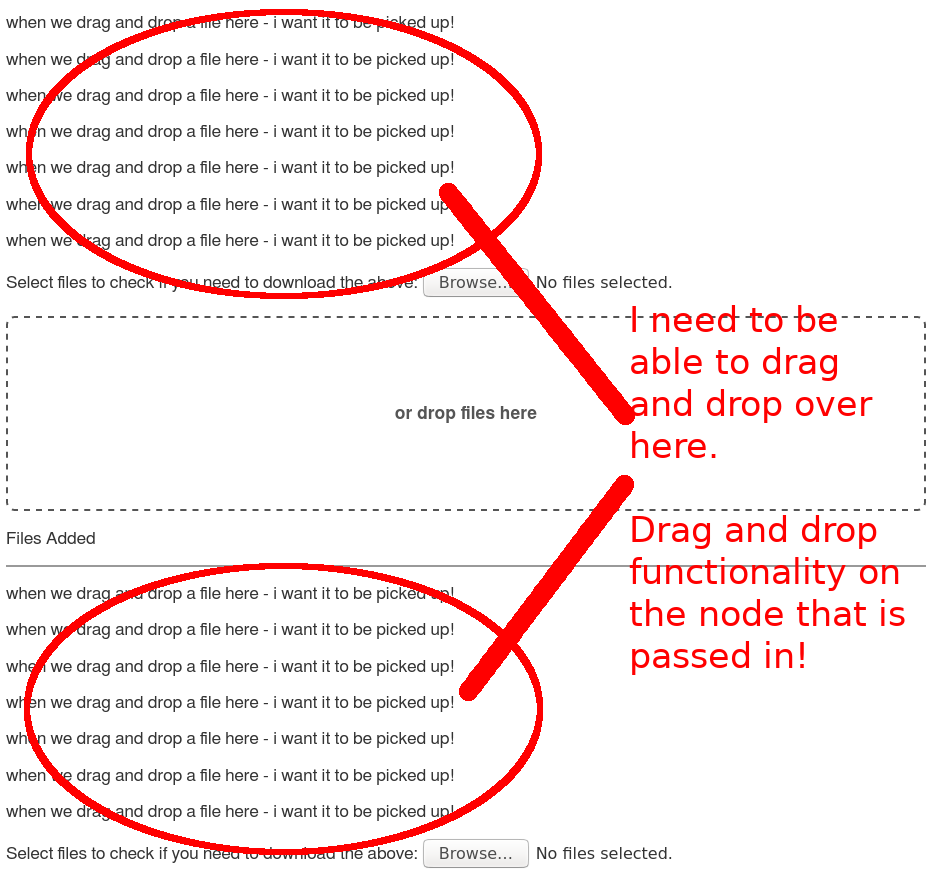 when we drag and drop a file here - i want it to be picked up!
when we drag and drop a file here - i want it to be picked up!
when we drag and drop a file here - i want it to be picked up!
when we drag and drop a file here - i want it to be picked up!
when we drag and drop a file here - i want it to be picked up!
when we drag and drop a file here - i want it to be picked up!
when we drag and drop a file here - i want it to be picked up!
Select files to check if you need to download the above: Browse... No files selected.
I need to be
able to drag
and drop over
here.
or drop files here
Drag and drop
functionality on
the node that is
passed in!
Files Added
when we drag and drop a file here - i want it to be picked up!
when we drag and drop a file here - i want it to be picked up!
when we drag and drop a file here - i want it to be picked up!
when we drag and drop a file here - i want it to be picked up!
when we drag and drop a file here - i want it to be picked up!
when we drag and drop a file here - i want it to be picked up!
when we drag and drop a file here - i want it to be picked up!
Select files to check if you need to download the above: Browse... No files selected.